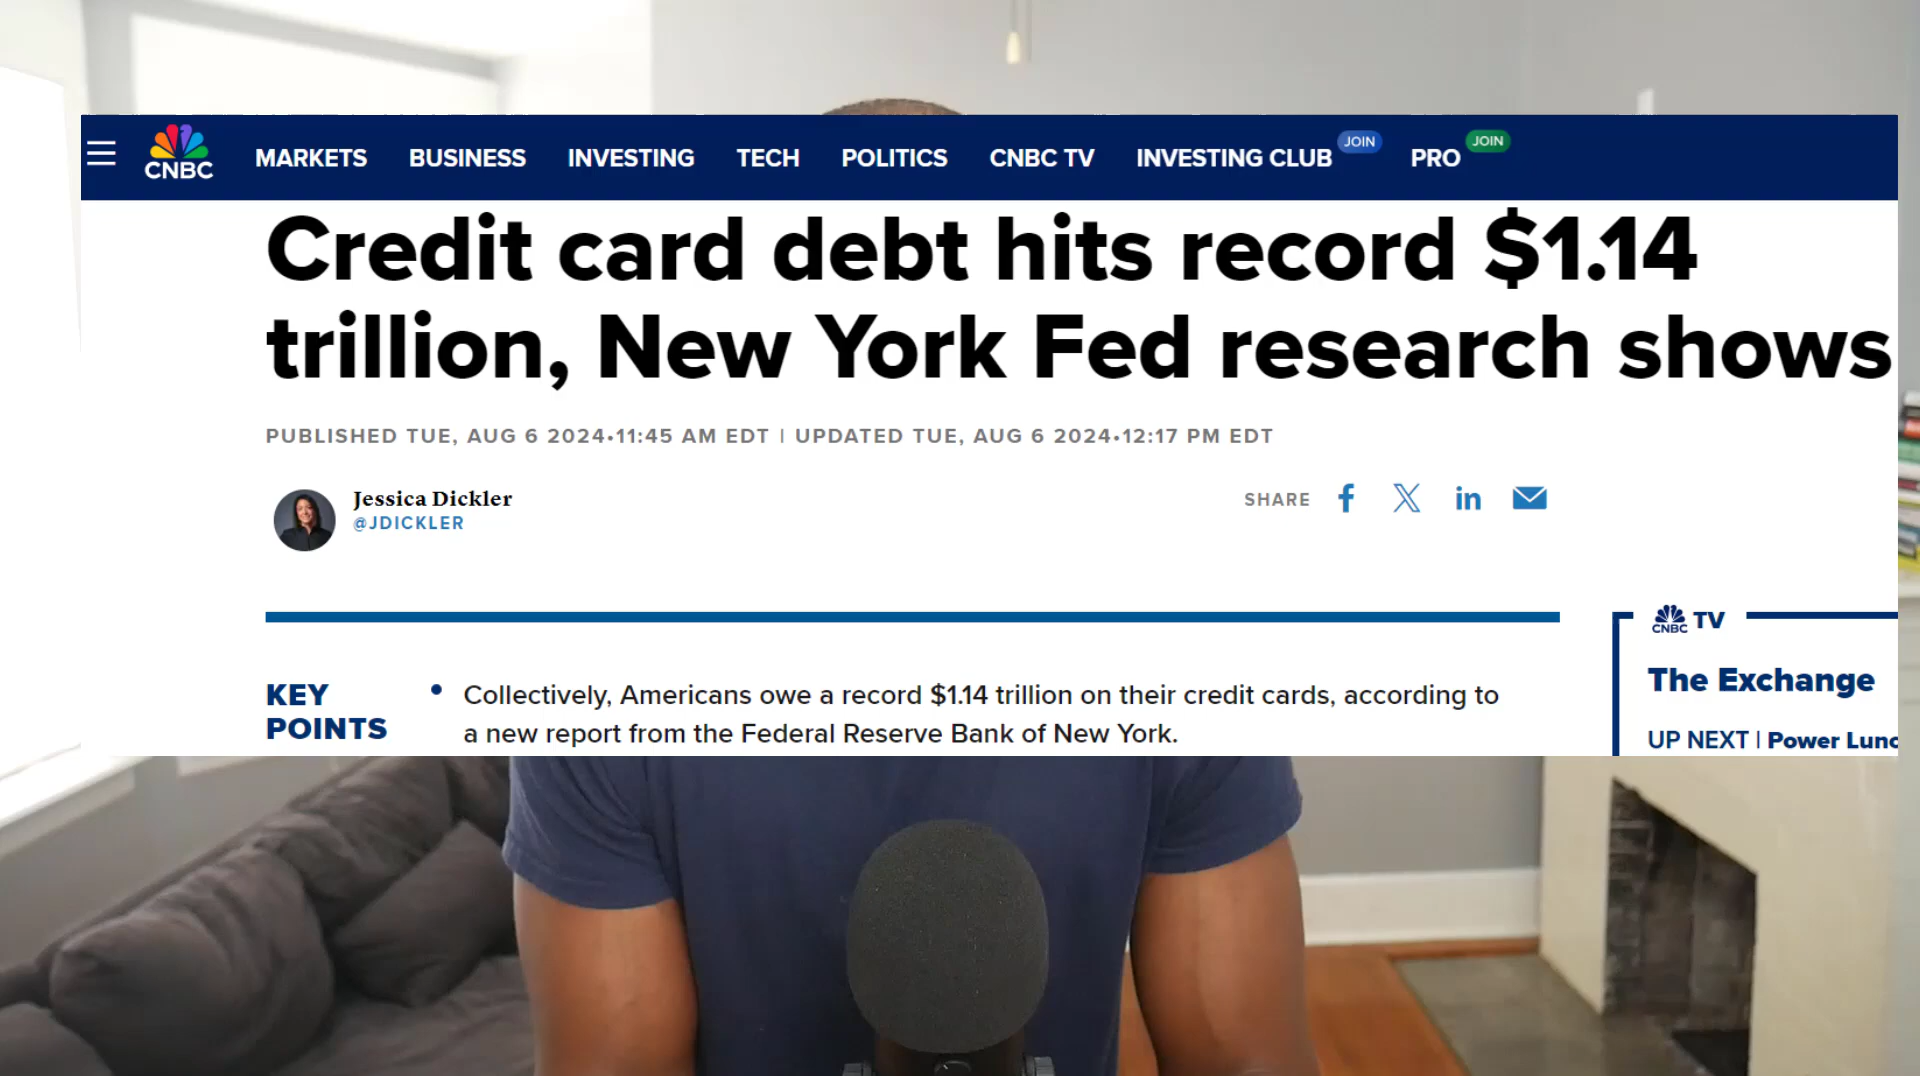 CNBC
MARKETS BUSINESS INVESTING TECH POLITICS CNBC TV INVESTING CLUB JOIN PRO JOIN
Credit card debt hits record $1.14
trillion, New York Fed research shows
PUBLISHED TUE, AUG 6 2024•11:45 AM EDT | UPDATED TUE, AUG 6 2024•12:17 PM EDT
Jessica Dickler
@JDICKLER
SHARE f X in
KEY
POINTS
• Collectively, Americans owe a record $1.14 trillion on their credit cards, according to
a new report from the Federal Reserve Bank of New York.
CNBC TV
The Exchange
UP NEXT | Power Lunc